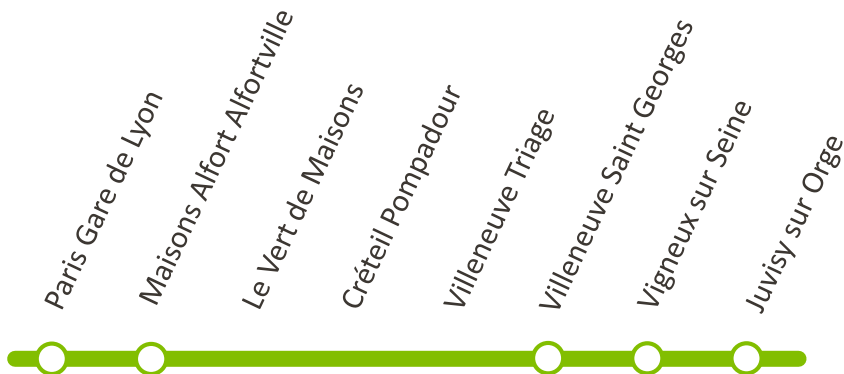 Paris Gare de Lyon
Maisons Alfort Alfortville
Le Vert de Maisons
Créteil Pompadour
Villeneuve Triage
Villeneuve Saint Georges
Vigneux sur Seine
Juvisy sur Orge